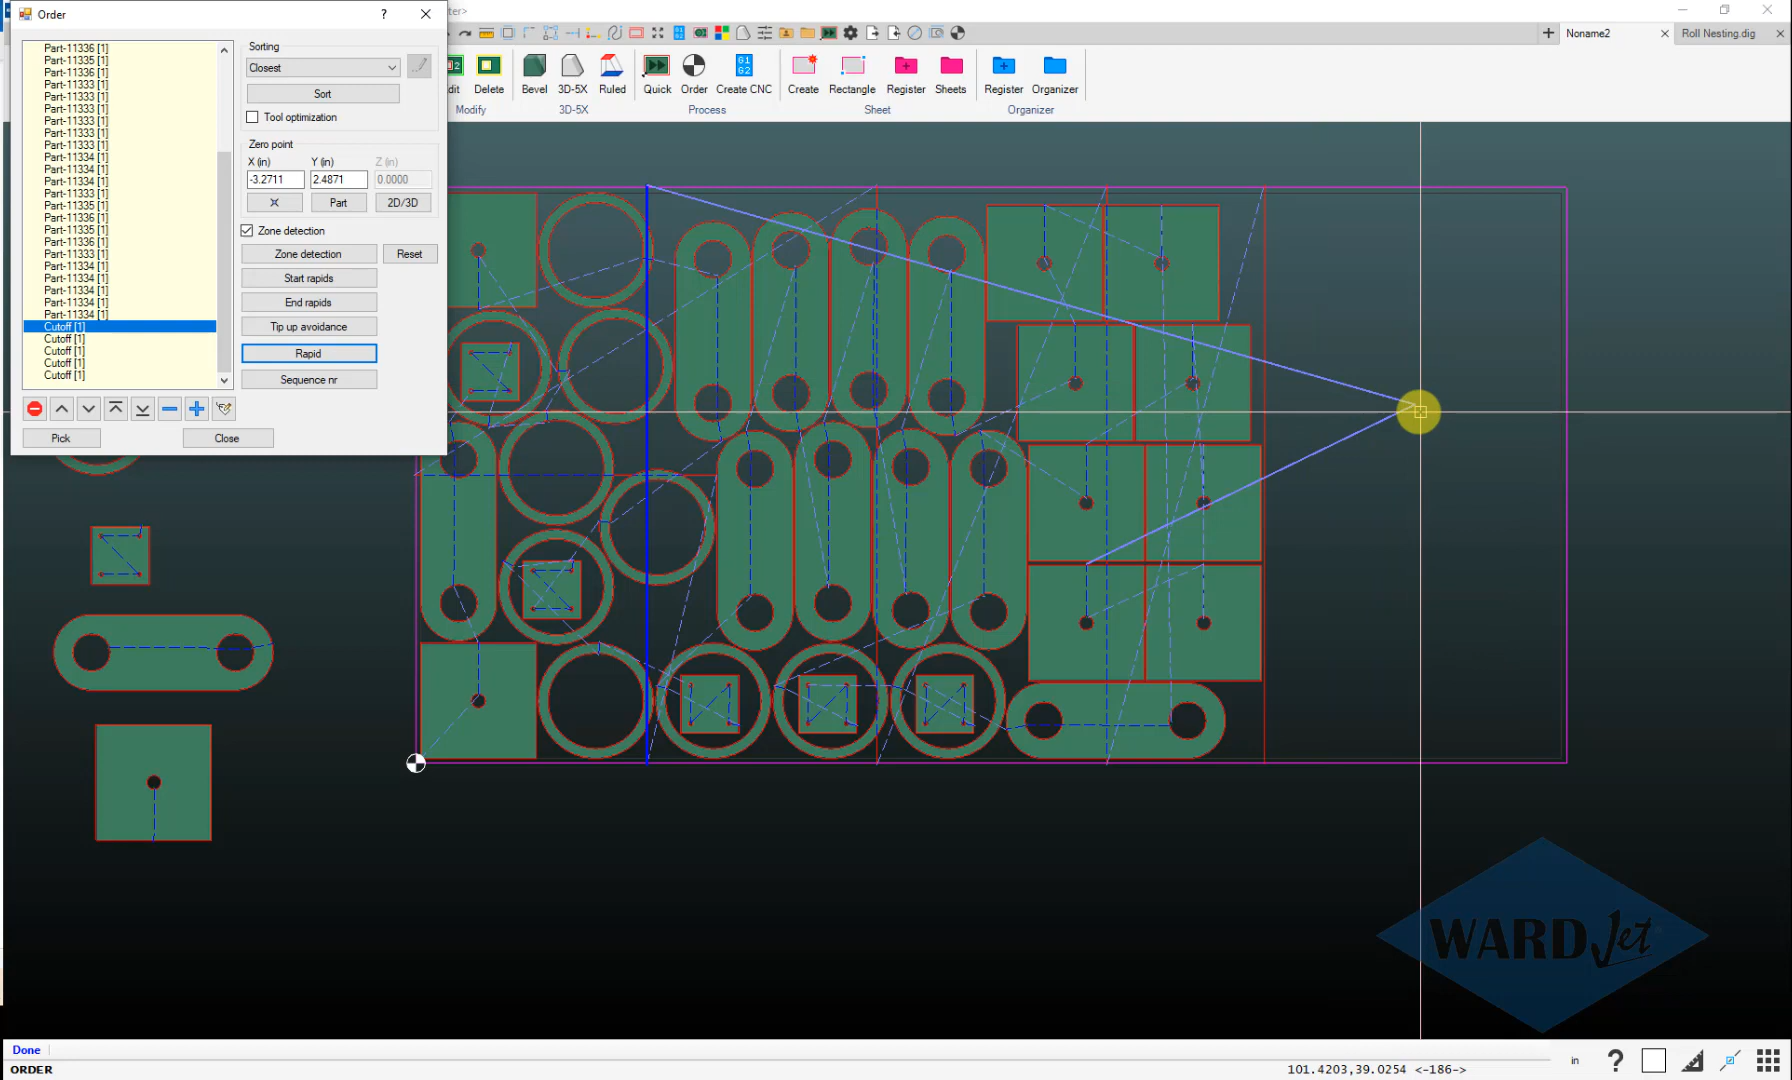 Order
?
Part-11336 [1]
Part-11335 [1]
Part-11336 [1]
Part-11333 [1]
Part-11333 [1]
Part-11333 [1]
Part-11333 [1]
Part-11333 [1]
Part-11333 [1]
Part-11334 [1]
Part-11334 [1]
Part-11334 [1]
Part-11333 [1]
Part-11335 [1]
Part-11336 [1]
Part-11335 [1]
Part-11336 [1]
Part-11333 [1]
Part-11334 [1]
Part-11334 [1]
Part-11334 [1]
Part-11334 [1]
Part-11334 [1]
Cutoff [1]
Cutoff [1]
Cutoff [1]
Cutoff [1]
Cutoff [1]
Pick
Close
Sorting
Closest
Sort
Tool optimization
Zero point
X (in) Y (in) Z (in)
-3.2711 2.4871 0.0000
Part 2D/3D
Zone detection
Zone detection Reset
Start rapids
End rapids
Tip up avoidance
Rapid
Sequence nr
Noname2 Roll Nesting.dig
Delete Bevel 3D-5X Ruled Quick Order Create CNC Create Rectangle Register Sheets Register Organizer
Modify 3D-5X Process Sheet Organizer
WARDJet
Done
ORDER
101.4203,39.0254 <-186->
in
?